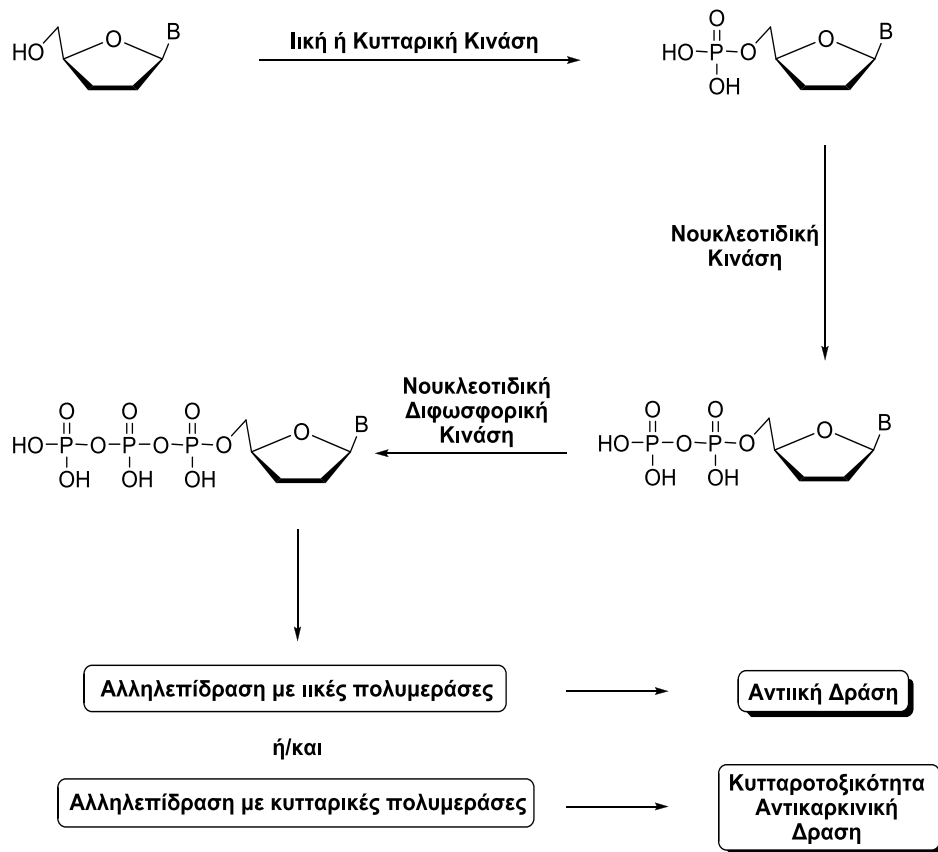 HO
O
B
Ιική ή Κυτταρική Κινάση
O
HO P O
OH
O
B
Νουκλεοτιδική
Κινάση
Νουκλεοτιδική
Διφωσφορική
Κινάση
O O O
HO P O P O P O
OH OH OH
O
B
O O
HO P O P O
OH OH
O
B
Αλληλεπίδραση με ιικές πολυμεράσες
Αντιική Δράση
ή/και
Αλληλεπίδραση με κυτταρικές πολυμεράσες
Κυτταροτοξικότητα
Αντικαρκινική
Δραση